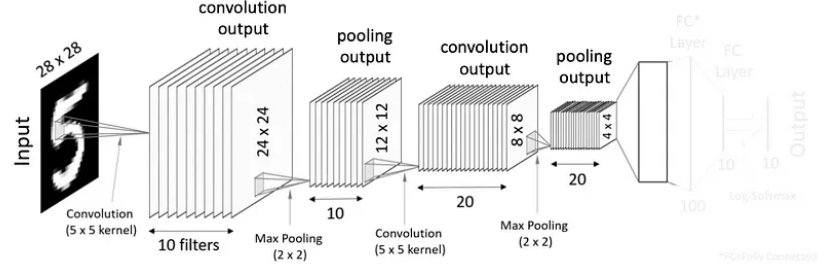 convolution
output
pooling
output
convolution
output
pooling
output
FC*
Layer
FC
Layer
28 x 28
Input
24 x 24
12 x 12
8 x 8
4 x 4
Output
Convolution
(5 x 5 kernel)
10 filters
Max Pooling
(2 x 2)
10
Convolution
(5 x 5 kernel)
20
Max Pooling
(2 x 2)
20
100
10
10
Log Softmax
*FC=Fully Connected